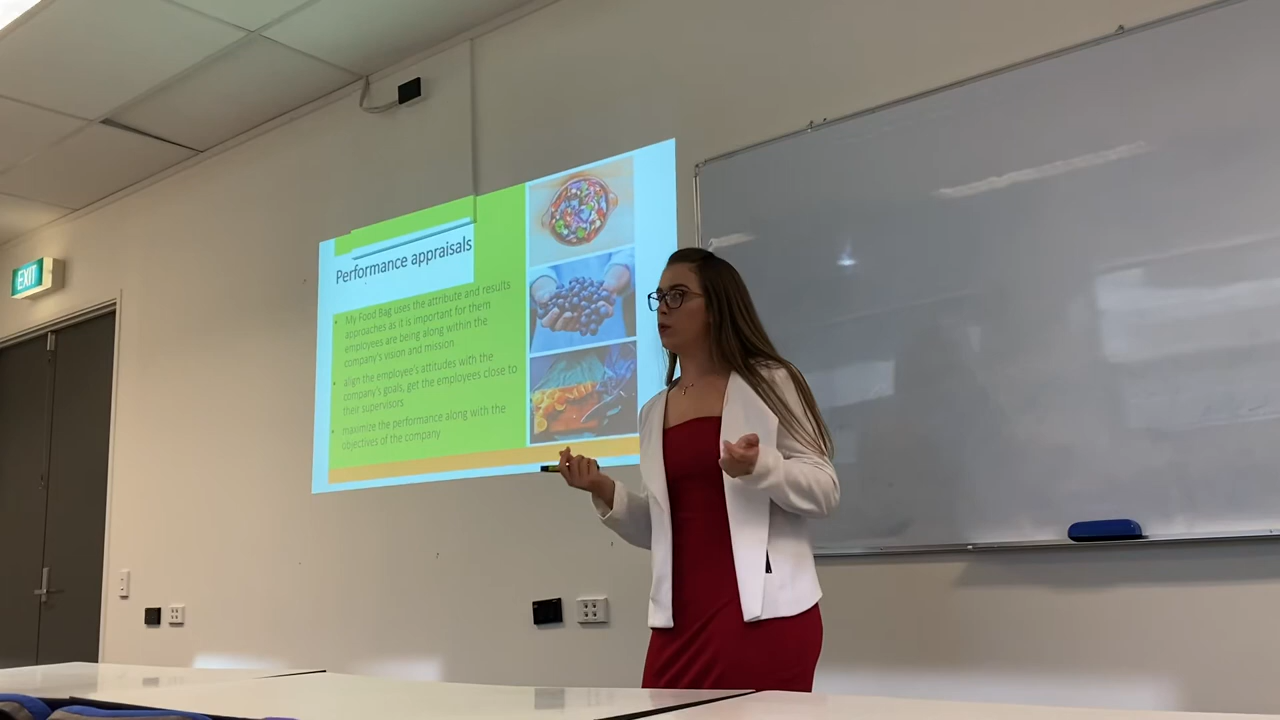 EXIT
Performance appraisals
• My Food Bag uses the attribute and results
approaches as it is important for them
employees are being along within the
company's vision and mission
• align the employee's attitudes with the
company's goals, get the employees close to
their supervisors
• maximize the performance along with the
objectives of the company